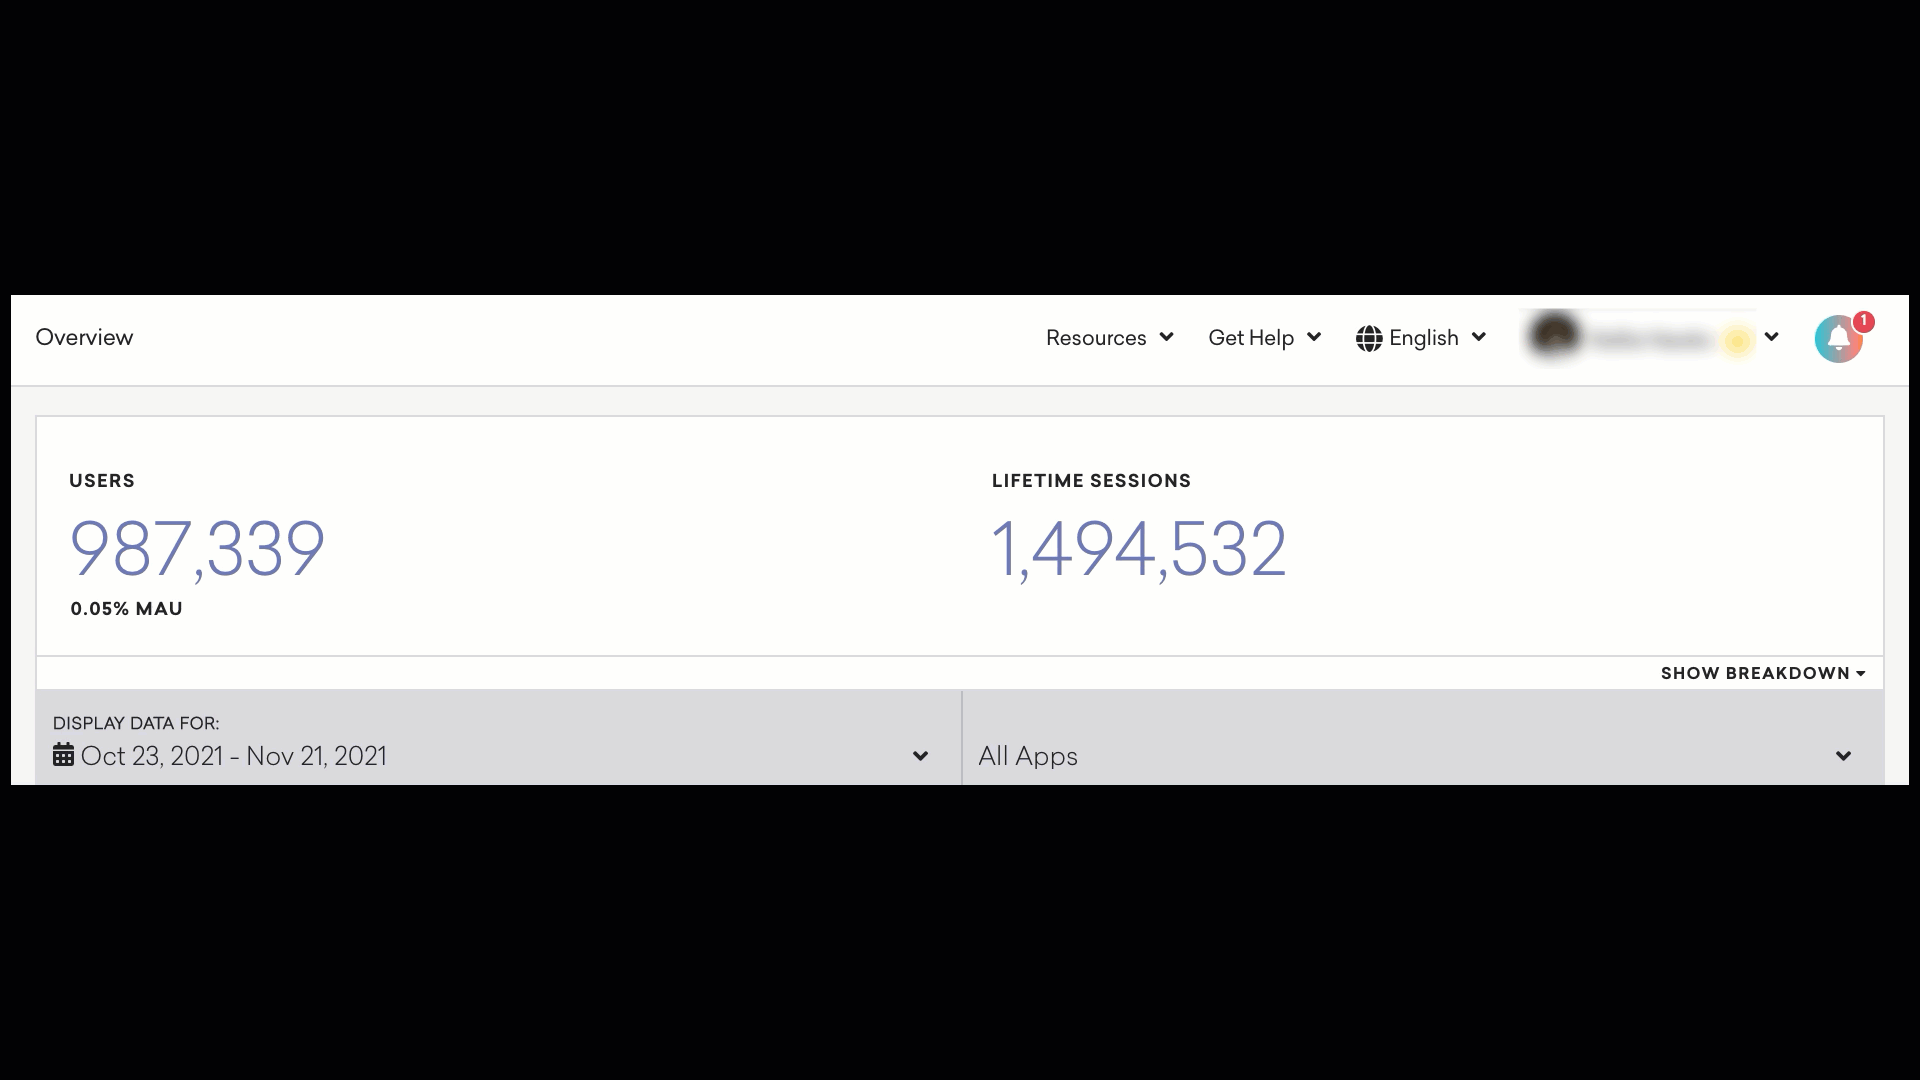 Overview
Resources
Get Help
English
1
USERS
987,339
0.05% MAU
LIFETIME SESSIONS
1,494,532
SHOW BREAKDOWN
DISPLAY DATA FOR:
Oct 23, 2021 - Nov 21, 2021
All Apps